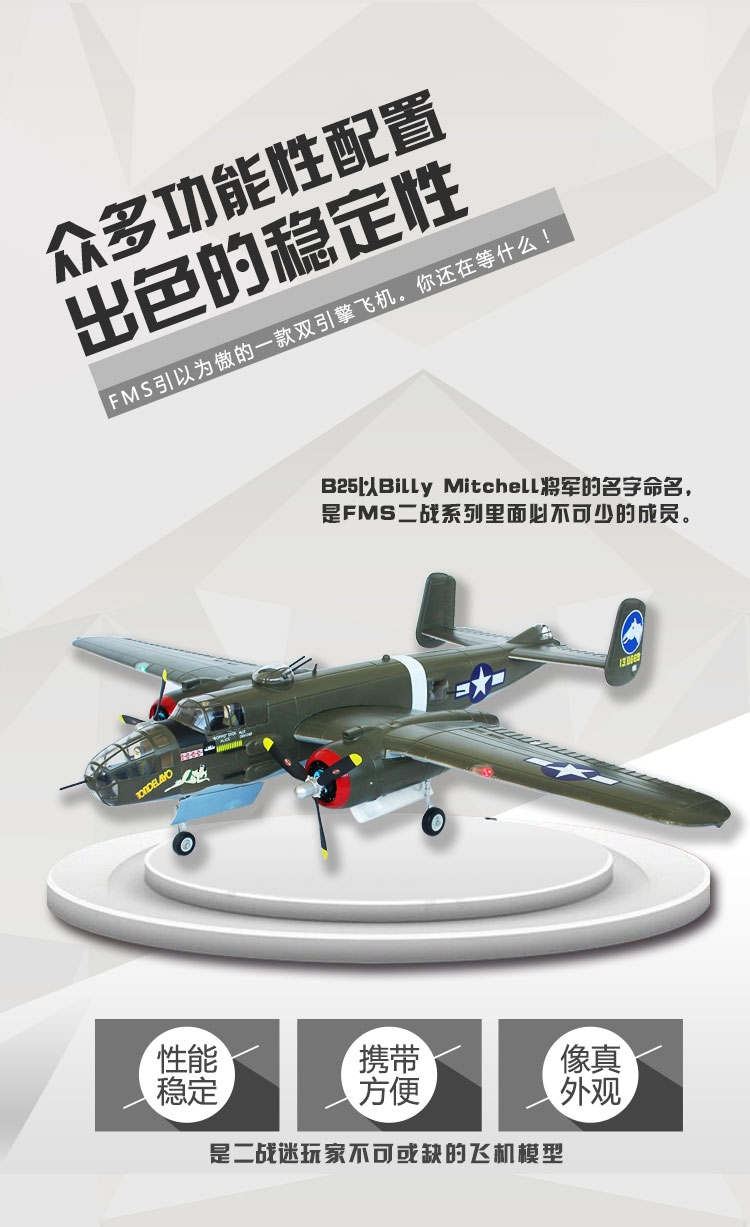 众多功能性配置
出色的稳定性
FMS引以为傲的一款双引擎飞机。你还在等什么！
B25以Billy Mitchell将军的名字命名，
是FMS二战系列里面必不可少的成员。
TONDELAYO
性能
稳定
携带
方便
像真
外观
是二战迷玩家不可或缺的飞机模型